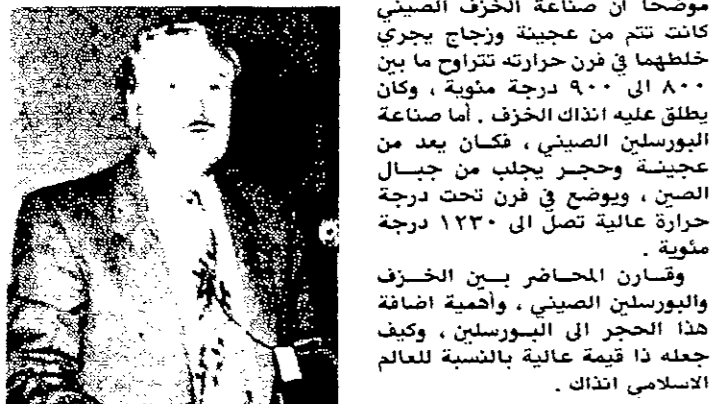 موضحا ان صناعة الخزف الصيني
كانت تتم من عجينة وزجاج يجري
خلطهما في فرن حرارته تتراوح ما بين
٨٠٠ الى ٩٠٠ درجة مئوية ، وكان
يطلق عليه انذاك الخزف . أما صناعة
البورسلين الصيني ، فكان يعد من
عجينة وحجر يجلب من جبال
الصين ، ويوضع في فرن تحت درجة
حرارة عالية تصل الى ١٢٣٠ درجة
مئوية .
وقارن المحاضر بين الخزف
والبورسلين الصيني ، وأهمية اضافة
هذا الحجر الى البورسلين ، وكيف
جعله ذا قيمة عالية بالنسبة للعالم
الاسلامي انذاك .